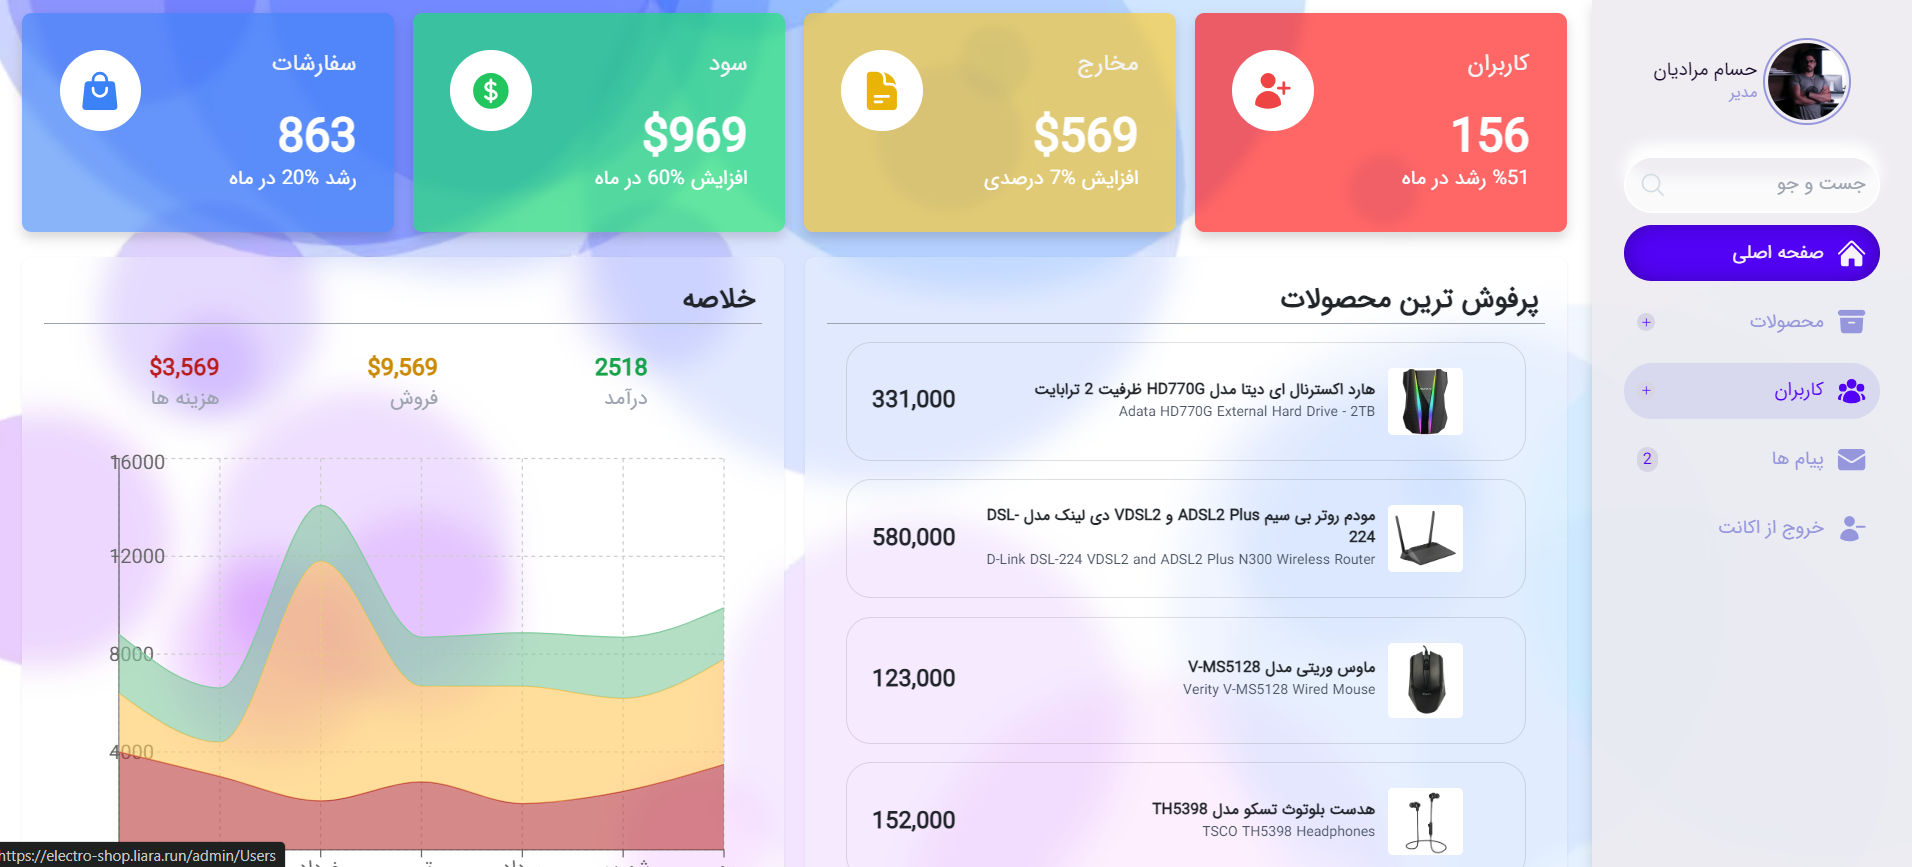 حسام مرادیان
مدیر
جست و جو
صفحه اصلی
محصولات
+
کاربران
+
پیام ها
2
خروج از اکانت
کاربران
156
%51 رشد در ماه
مخارج
$569
افزایش %7 درصدی
سود
$969
افزایش %60 در ماه
سفارشات
863
رشد %20 در ماه
پرفوش ترین محصولات
هارد اکسترنال ای دیتا مدل HD770G ظرفیت 2 ترابایت
Adata HD770G External Hard Drive - 2TB
331,000
مودم روتر بی سیم ADSL2 Plus و VDSL2 دی لینک مدل DSL-
224
D-Link DSL-224 VDSL2 and ADSL2 Plus N300 Wireless Router
580,000
ماوس وریتی مدل V-MS5128
Verity V-MS5128 Wired Mouse
123,000
هدست بلوتوث تسکو مدل TH5398
TSCO TH5398 Headphones
152,000
خلاصه
2518
درآمد
$9,569
فروش
$3,569
هزینه ها
16000
12000
8000
4000
https://electro-shop.liara.run/admin/Users